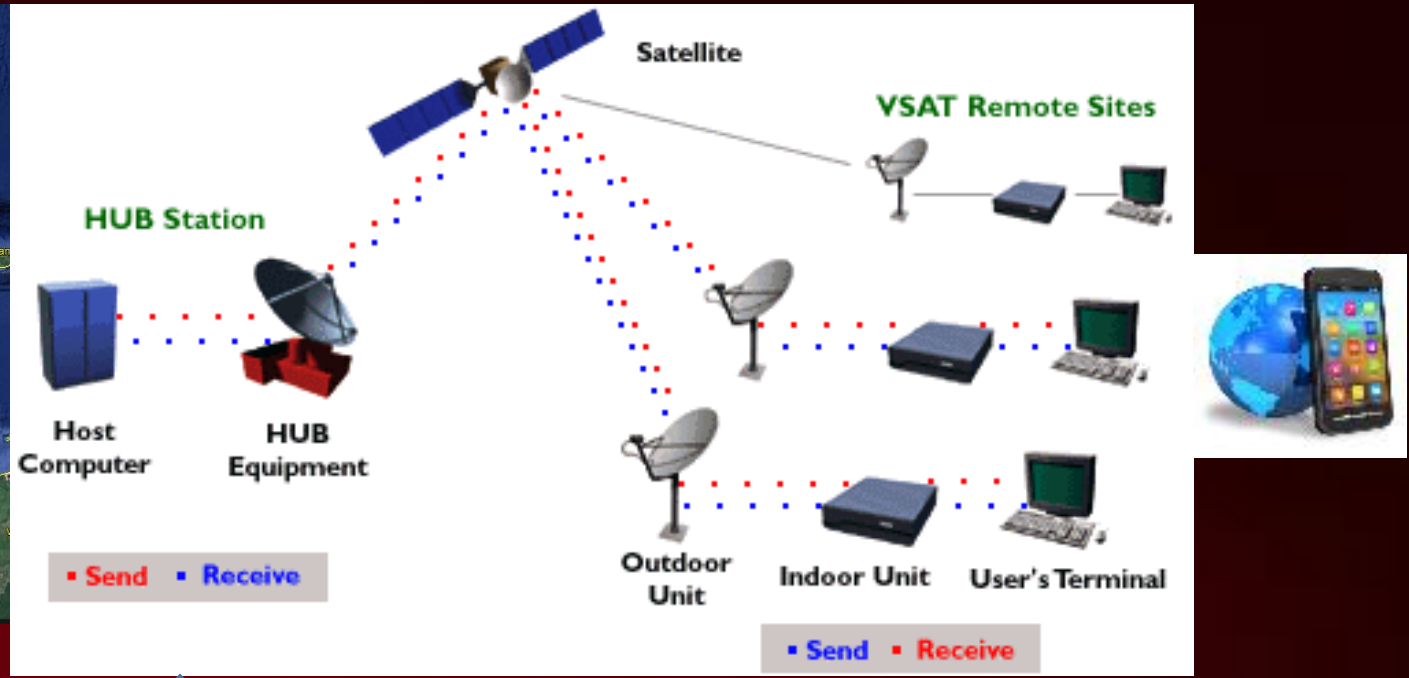 Satellite
VSAT Remote Sites
HUB Station
Host
Computer
HUB
Equipment
Outdoor
Unit
Indoor Unit
User's Terminal
Send Receive
Send Receive